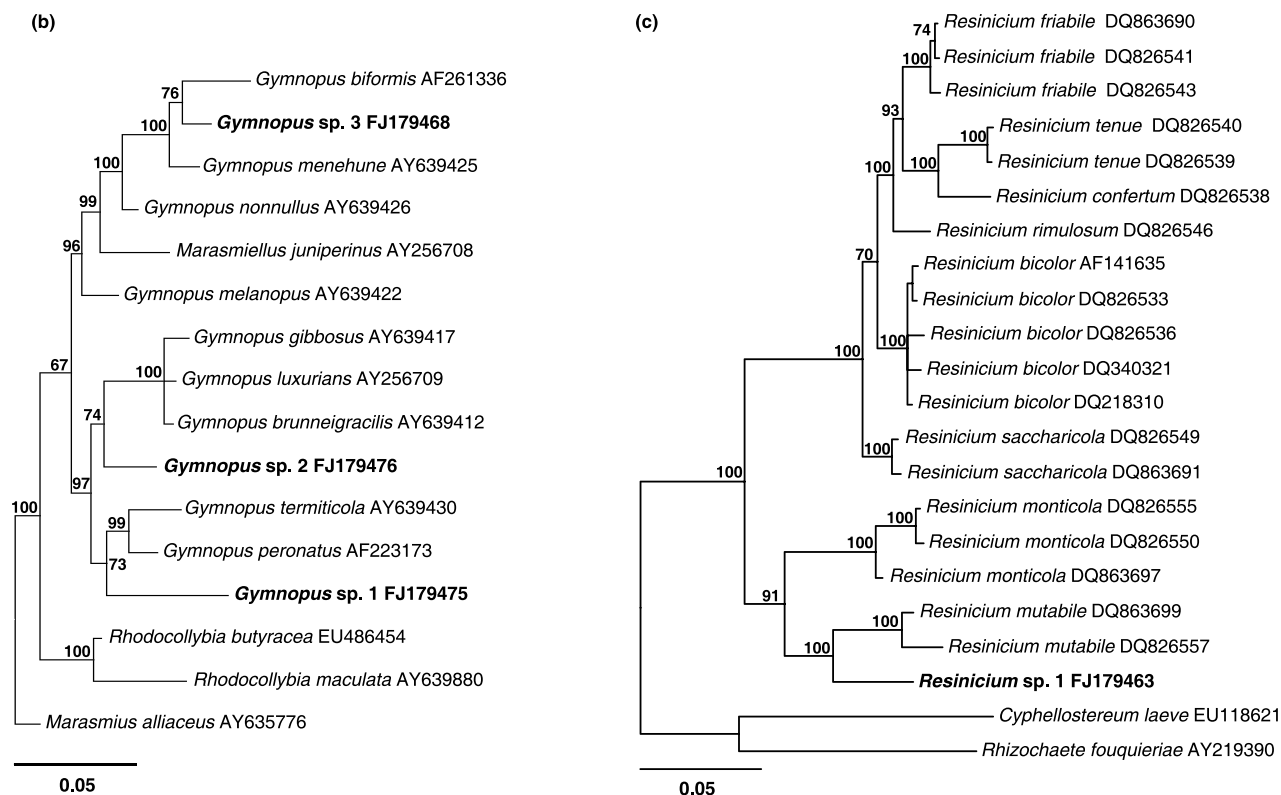 (b)
Gymnopus biformis AF261336
76
Gymnopus sp. 3 FJ179468
100
Gymnopus menehune AY639425
100
Gymnopus nonnullus AY639426
99
Marasmiellus juniperinus AY256708
96
Gymnopus melanopus AY639422
Gymnopus gibbosus AY639417
67
100
Gymnopus luxurians AY256709
74
Gymnopus brunneigracilis AY639412
Gymnopus sp. 2 FJ179476
97
Gymnopus termiticola AY639430
100
99
Gymnopus peronatus AF223173
73
Gymnopus sp. 1 FJ179475
Rhodocollybia butyracea EU486454
100
Rhodocollybia maculata AY639880
Marasmius alliaceus AY635776
0.05
(c)
Resinicium friabile DQ863690
74
Resinicium friabile DQ826541
100
Resinicium friabile DQ826543
93
Resinicium tenue DQ826540
100
Resinicium tenue DQ826539
100
100
Resinicium confertum DQ826538
Resinicium rimulosum DQ826546
70
Resinicium bicolor AF141635
Resinicium bicolor DQ826533
Resinicium bicolor DQ826536
100
100
Resinicium bicolor DQ340321
Resinicium bicolor DQ218310
Resinicium saccharicola DQ826549
100
Resinicium saccharicola DQ863691
100
Resinicium monticola DQ826555
100
Resinicium monticola DQ826550
100
Resinicium monticola DQ863697
91
Resinicium mutabile DQ863699
100
Resinicium mutabile DQ826557
100
Resinicium sp. 1 FJ179463
Cyphellostereum laeve EU118621
Rhizochaete fouquieriae AY219390
0.05